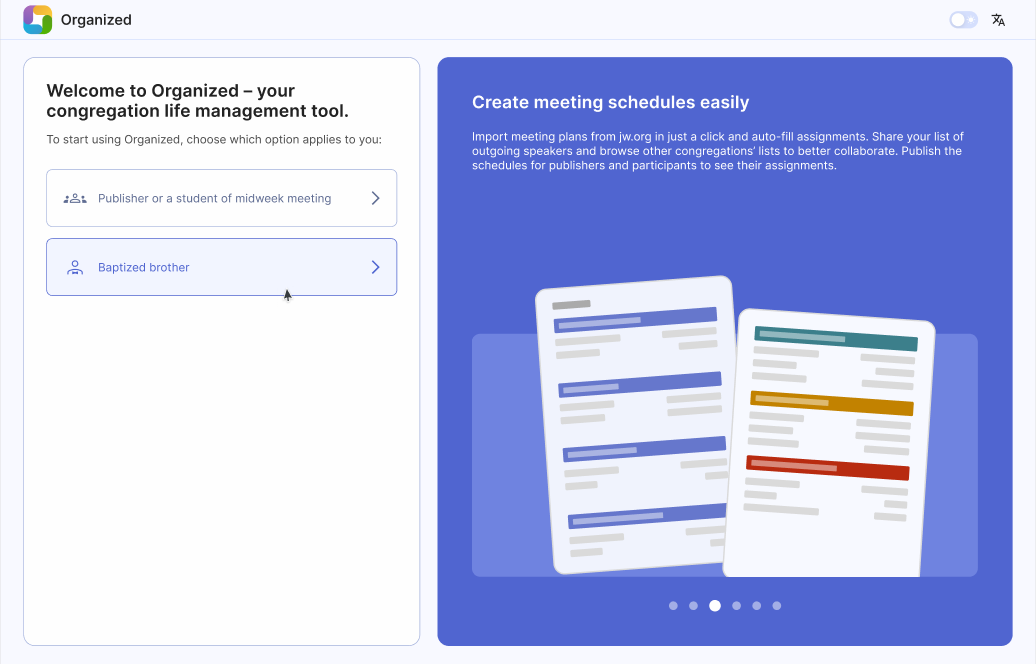 Organized
Welcome to Organized – your
congregation life management tool.
To start using Organized, choose which option applies to you:
Publisher or a student of midweek meeting
Baptized brother
Create meeting schedules easily
Import meeting plans from jw.org in just a click and auto-fill assignments. Share your list of
outgoing speakers and browse other congregations’ lists to better collaborate. Publish the
schedules for publishers and participants to see their assignments.